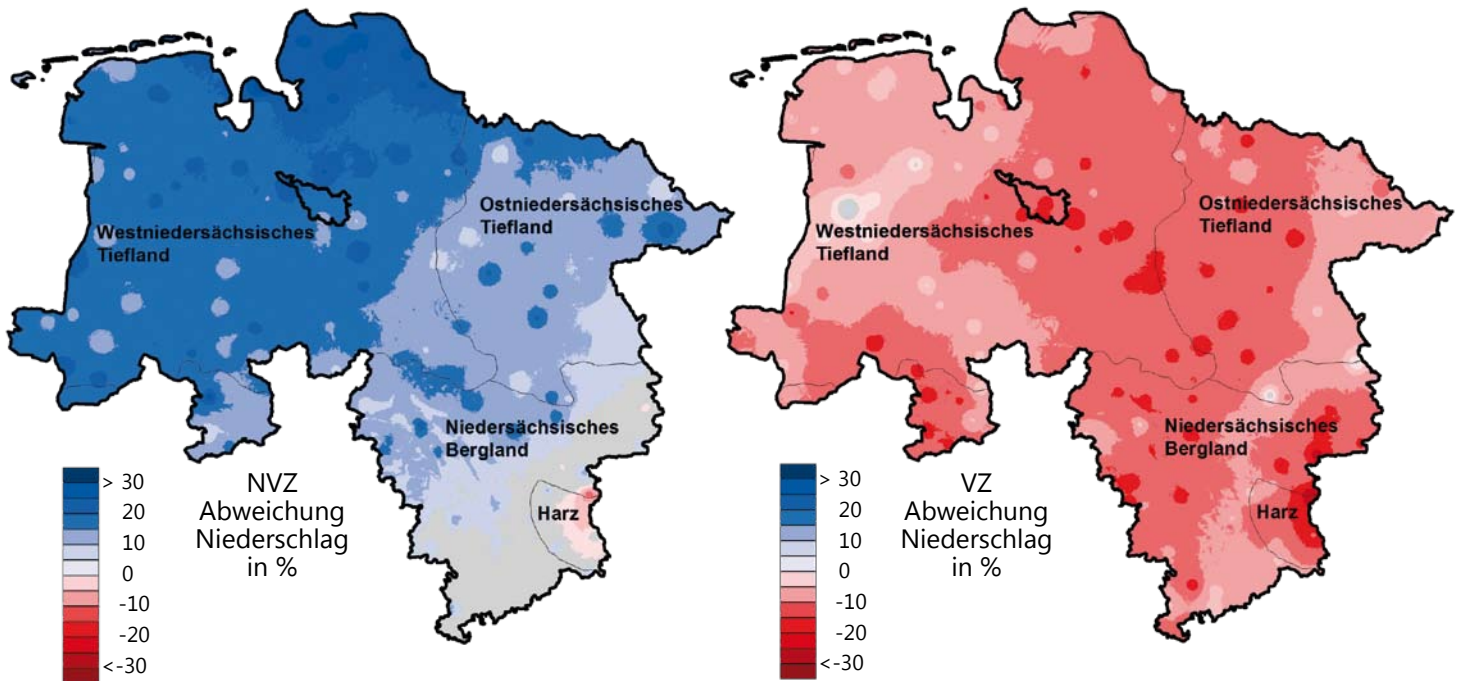 Westniedersächsisches
Tiefland
Ostniedersächsisches
Tiefland
Niedersächsisches
Bergland
Harz
> 30
20
10
0
-10
-20
<-30
NVZ
Abweichung
Niederschlag
in %
Westniedersächsisches
Tiefland
Ostniedersächsisches
Tiefland
Niedersächsisches
Bergland
Harz
> 30
20
10
0
-10
-20
<-30
VZ
Abweichung
Niederschlag
in %